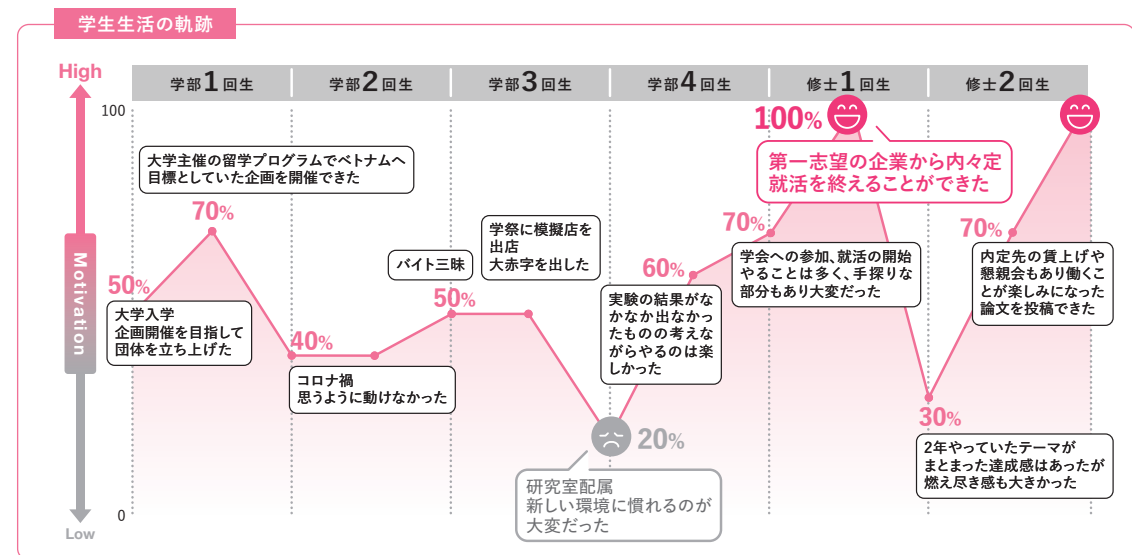 学生生活の軌跡
High
学部1回生
学部2回生
学部3回生
学部4回生
修士1回生
修士2回生
100
Motivation
0
Low
50%
大学入学
企画開催を目指して
団体を立ち上げた
大学主催の留学プログラムでベトナムへ
目標としていた企画を開催できた
70%
40%
コロナ禍
思うように動けなかった
バイト三昧
50%
学祭に模擬店を
出店
大赤字を出した
20%
研究室配属
新しい環境に慣れるのが
大変だった
60%
実験の結果がな
かなか出なかっ
たものの考えな
がらやるのは楽
しかった
70%
学会への参加、就活の開始
やることは多く、手探りな
部分もあり大変だった
100%
第一志望の企業から内々定
就活を終えることができた
30%
2年やっていたテーマが
まとまった達成感はあったが
燃え尽き感も大きかった
70%
内定先の賃上げや
懇親会もあり働くこ
とが楽しみになった
論文を投稿できた